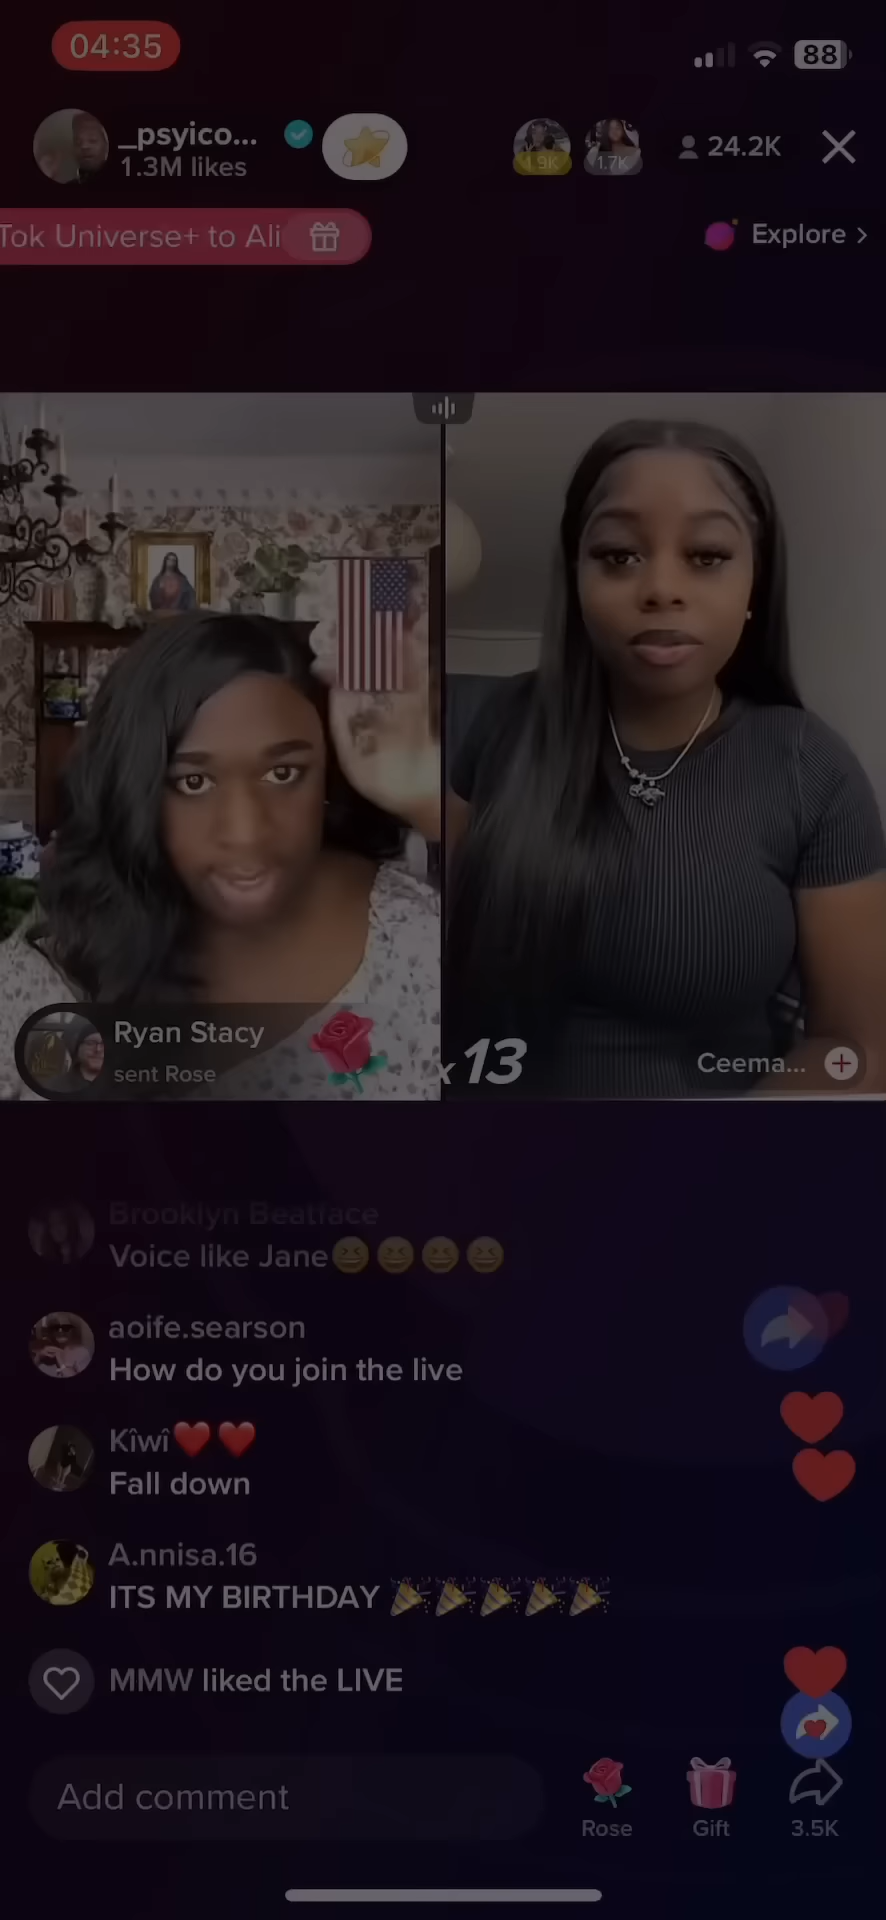 04:35
88
_psyico...
1.3M likes
1.9K
1.7K
24.2K
Tok Universe+ to Ali
Explore >
Ryan Stacy
sent Rose
x 13
Ceema...
Brooklyn Beatface
Voice like Jane😆😆😆😆
aoife.searson
How do you join the live
Kîwî❤️❤️
Fall down
A.nnisa.16
ITS MY BIRTHDAY 🎉🎉🎉🎉🎉
MMW liked the LIVE
Add comment
Rose
Gift
3.5K